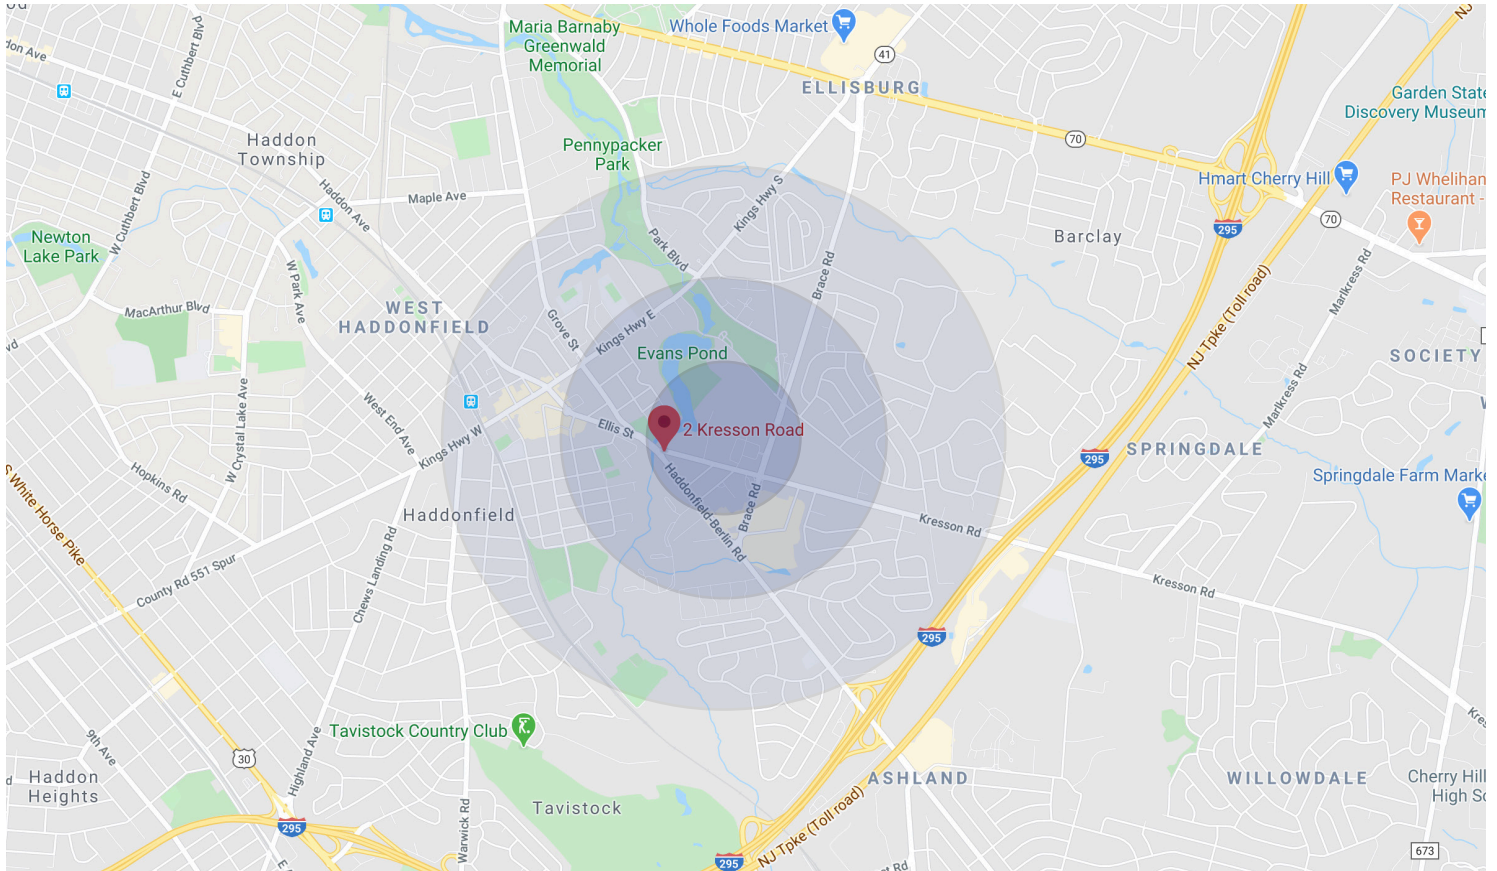 Maria Barnaby
Greenwald
Memorial
Whole Foods Market
41
ELLISBURG
Garden State
Discovery Museum
E Cuthbert Blvd
Haddon
Township
Pennypacker
Park
70
Hmart Cherry Hill
PJ Whelihan
Restaurant -
Haddon Ave
Maple Ave
Kings Hwy S
W Cuthbert Blvd
70
295
Newton
Lake Park
Park Blvd
Barclay
Brace Rd
Marlkress Rd
W Park Ave
MacArthur Blvd
WEST
HADDONFIELD
Grove St
Kings Hwy E
NJ Tpke (Toll road)
Evans Pond
SOCIETY
Marlkress Rd
West End Ave
W Crystal Lake Ave
Ellis St
2 Kresson Road
Kings Hwy W
295
SPRINGDALE
Hopkins Rd
Springdale Farm Marke
S White Horse Pike
Haddonfield
Haddonfield-Berlin Rd
Brace Rd
Kresson Rd
County Rd 551 Spur
Chews Landing Rd
Kresson Rd
295
Tavistock Country Club
9th Ave
30
Highland Ave
Haddon
Heights
ASHLAND
WILLOWDALE
Cherry Hill
High Sc
Tavistock
Warwick Rd
295
NJ Tpke (Toll road)
673
295